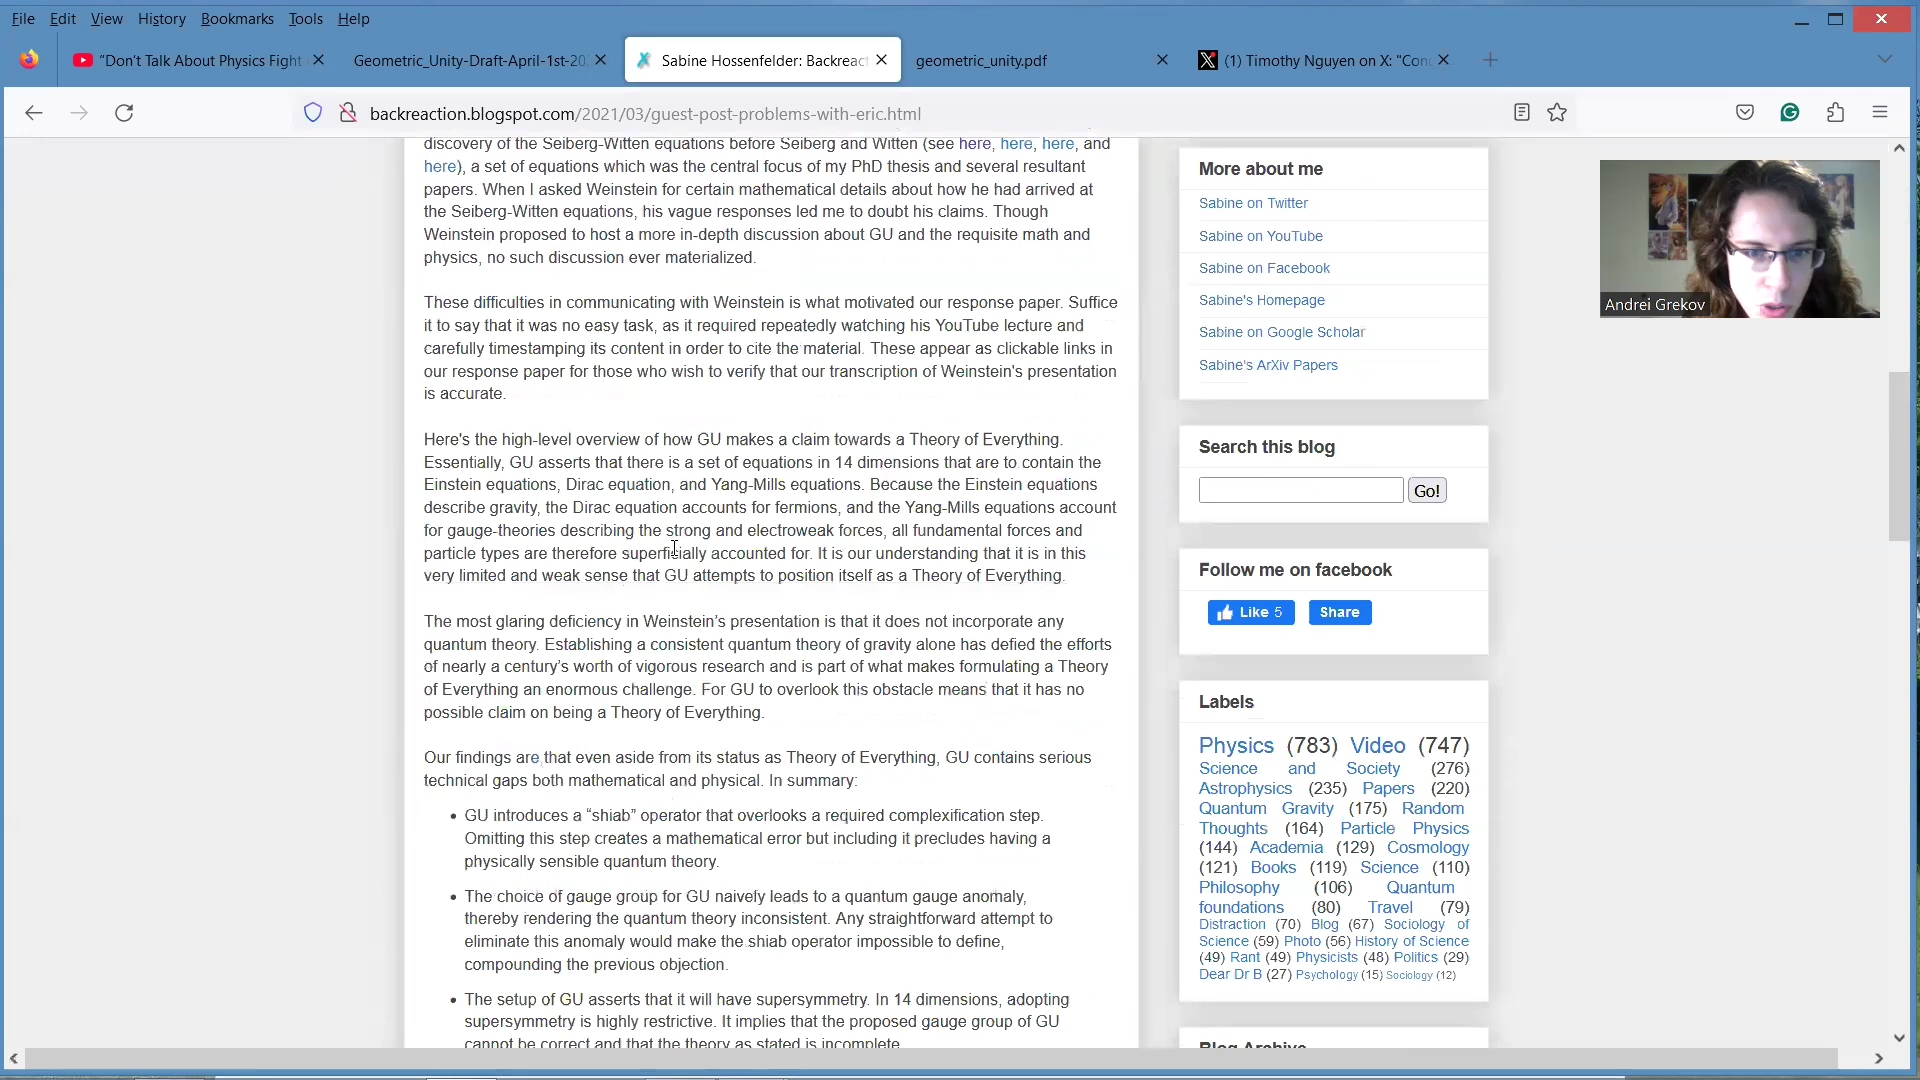 File Edit View History Bookmarks Tools Help
"Don't Talk About Physics Fight
Geometric_Unity-Draft-April-1st-20
Sabine Hossenfelder: Backreac
geometric_unity.pdf
(1) Timothy Nguyen on X: "Con
backreaction.blogspot.com/2021/03/guest-post-problems-with-eric.html
discovery of the Seiberg-Witten equations before Seiberg and Witten (see here, here, here, and
here), a set of equations which was the central focus of my PhD thesis and several resultant
papers. When I asked Weinstein for certain mathematical details about how he had arrived at
the Seiberg-Witten equations, his vague responses led me to doubt his claims. Though
Weinstein proposed to host a more in-depth discussion about GU and the requisite math and
physics, no such discussion ever materialized.
These difficulties in communicating with Weinstein is what motivated our response paper. Suffice
it to say that it was no easy task, as it required repeatedly watching his YouTube lecture and
carefully timestamping its content in order to cite the material. These appear as clickable links in
our response paper for those who wish to verify that our transcription of Weinstein's presentation
is accurate.
Here's the high-level overview of how GU makes a claim towards a Theory of Everything.
Essentially, GU asserts that there is a set of equations in 14 dimensions that are to contain the
Einstein equations, Dirac equation, and Yang-Mills equations. Because the Einstein equations
describe gravity, the Dirac equation accounts for fermions, and the Yang-Mills equations account
for gauge-theories describing the strong and electroweak forces, all fundamental forces and
particle types are therefore superficially accounted for. It is our understanding that it is in this
very limited and weak sense that GU attempts to position itself as a Theory of Everything.
The most glaring deficiency in Weinstein's presentation is that it does not incorporate any
quantum theory. Establishing a consistent quantum theory of gravity alone has defied the efforts
of nearly a century's worth of vigorous research and is part of what makes formulating a Theory
of Everything an enormous challenge. For GU to overlook this obstacle means that it has no
possible claim on being a Theory of Everything.
Our findings are that even aside from its status as Theory of Everything, GU contains serious
technical gaps both mathematical and physical. In summary:
• GU introduces a "shiab" operator that overlooks a required complexification step.
Omitting this step creates a mathematical error but including it precludes having a
physically sensible quantum theory.
• The choice of gauge group for GU naively leads to a quantum gauge anomaly,
thereby rendering the quantum theory inconsistent. Any straightforward attempt to
eliminate this anomaly would make the shiab operator impossible to define,
compounding the previous objection.
• The setup of GU asserts that it will have supersymmetry. In 14 dimensions, adopting
supersymmetry is highly restrictive. It implies that the proposed gauge group of GU
cannot be correct and that the theory as stated is incomplete.
More about me
Sabine on Twitter
Sabine on YouTube
Sabine on Facebook
Sabine's Homepage
Sabine on Google Scholar
Sabine's ArXiv Papers
Search this blog
Go!
Follow me on facebook
Like 5 Share
Labels
Physics (783) Video (747)
Science and Society (276)
Astrophysics (235) Papers (220)
Quantum Gravity (175) Random
Thoughts (164) Particle Physics
(144) Academia (129) Cosmology
(121) Books (119) Science (110)
Philosophy (106) Quantum
foundations (80) Travel (79)
Distraction (70) Blog (67) Sociology of
Science (59) Photo (56) History of Science
(49) Rant (49) Physicists (48) Politics (29)
Dear Dr B (27) Psychology (15) Sociology (12)
Blog Archive
Andrei Grekov